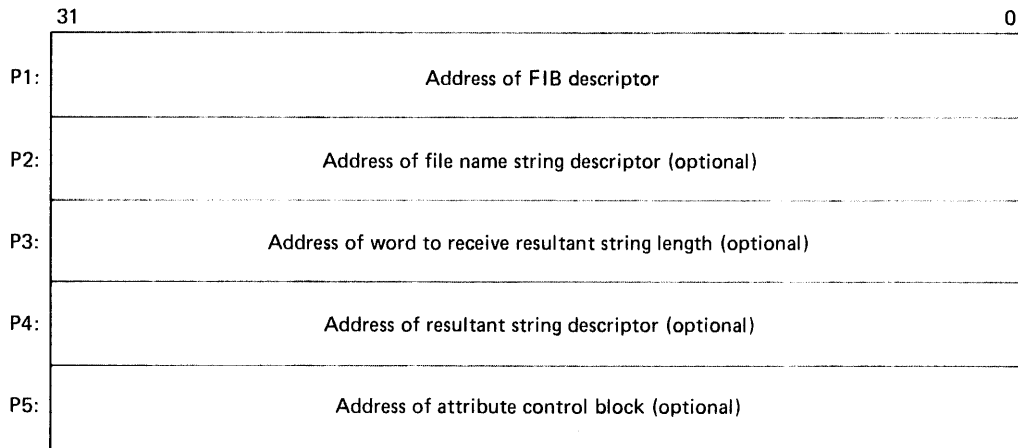 31 0
P1: Address of FIB descriptor
P2: Address of file name string descriptor (optional)
P3: Address of word to receive resultant string length (optional)
P4: Address of resultant string descriptor (optional)
P5: Address of attribute control block (optional)